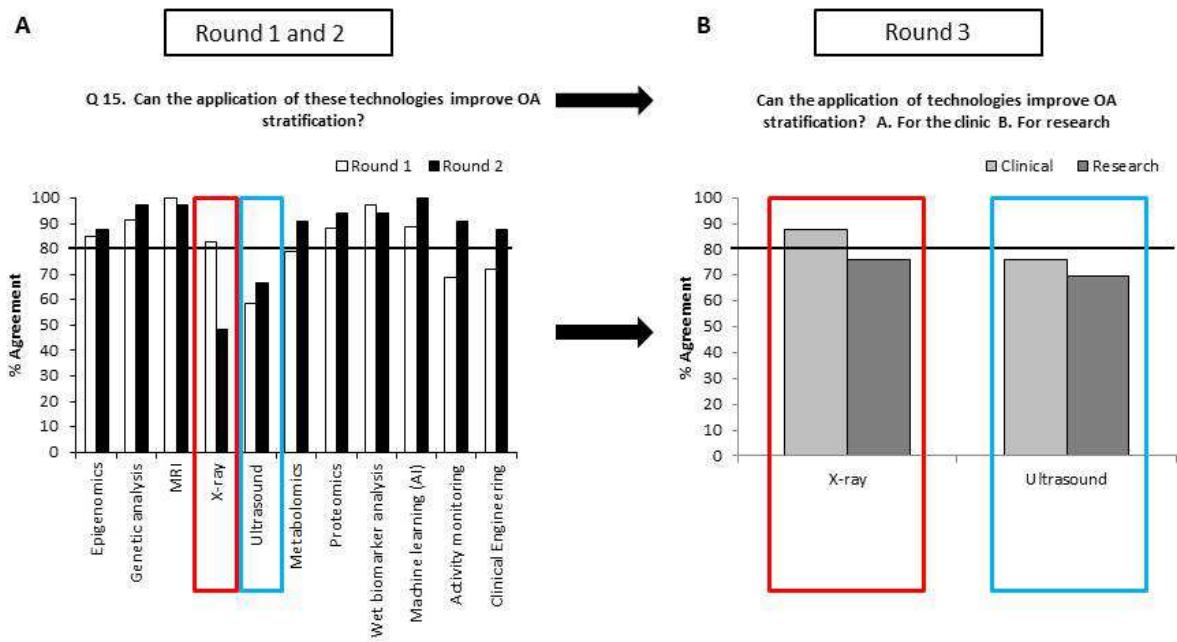 A
Round 1 and 2
Q 15. Can the application of these technologies improve OA
stratification?
Round 1 Round 2
% Agreement
100
90
80
70
60
50
40
30
20
10
0
Epigenomics
Genetic analysis
MRI
X-ray
Ultrasound
Metabolomics
Proteomics
Wet biomarker analysis
Machine learning (AI)
Activity monitoring
Clinical Engineering
B
Round 3
Can the application of technologies improve OA
stratification? A. For the clinic B. For research
Clinical Research
% Agreement
100
90
80
70
60
50
40
30
20
10
0
X-ray
Ultrasound